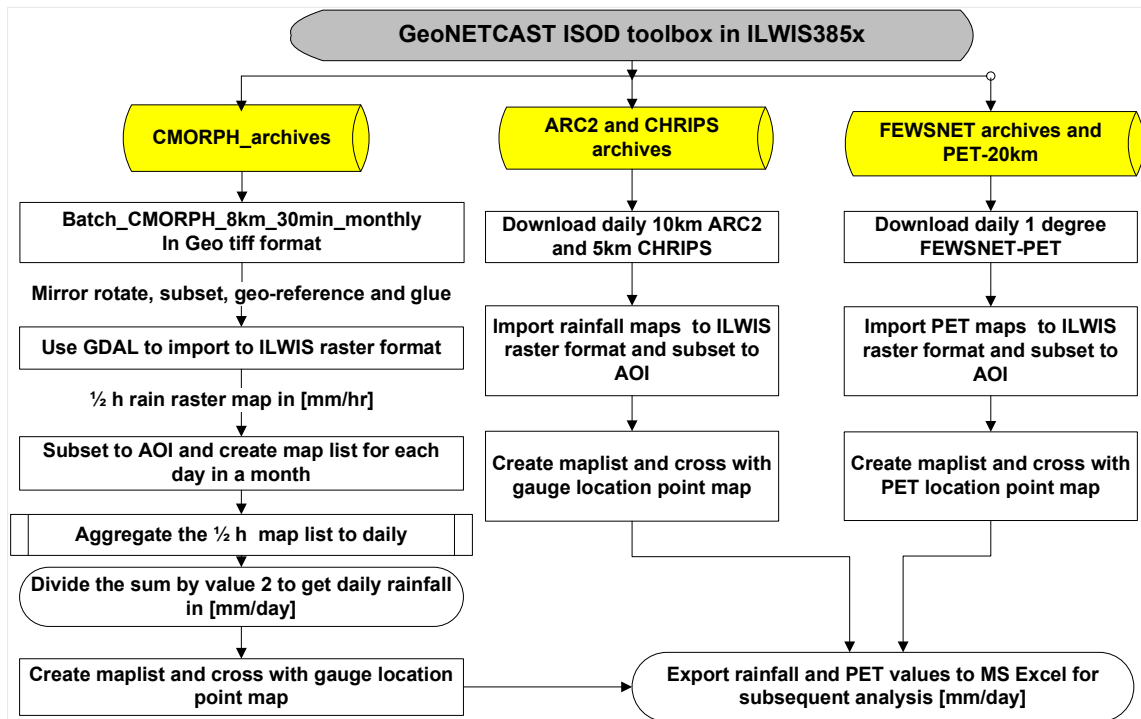 GeoNETCAST ISOD toolbox in ILWIS385x
CMORPH_archives
Batch_CMORPH_8km_30min_monthly
In Geo tiff format
Mirror rotate, subset, geo-reference and glue
Use GDAL to import to ILWIS raster format
½ h rain raster map in [mm/hr]
Subset to AOI and create map list for each
day in a month
Aggregate the ½ h map list to daily
Divide the sum by value 2 to get daily rainfall
in [mm/day]
Create maplist and cross with gauge location
point map
ARC2 and CHRIPS
archives
Download daily 10km ARC2
and 5km CHRIPS
Import rainfall maps to ILWIS
raster format and subset to
AOI
Create maplist and cross with
gauge location point map
FEWSNET archives and
PET-20km
Download daily 1 degree
FEWSNET-PET
Import PET maps to ILWIS
raster format and subset to
AOI
Create maplist and cross with
PET location point map
Export rainfall and PET values to MS Excel for
subsequent analysis [mm/day]